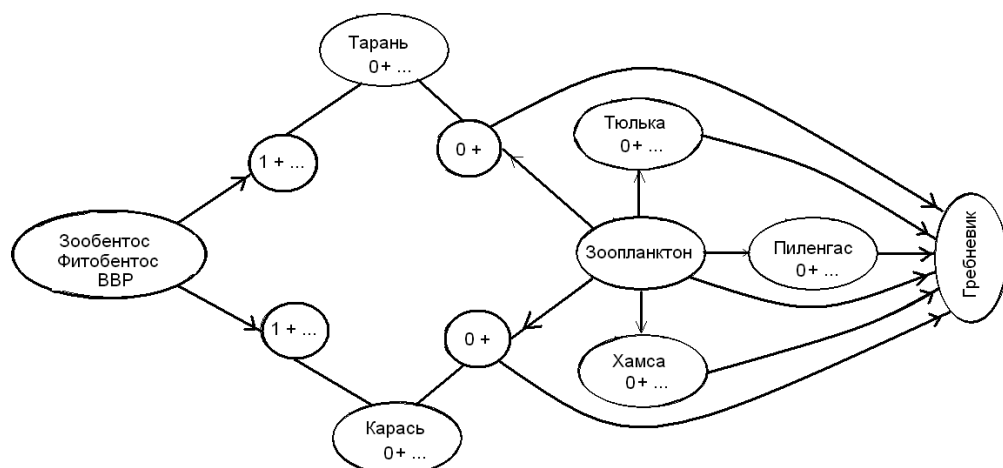 Тарань
0+ ...
1 + ...
0 +
Тюлька
0+ ...
Зообентос
Фитобентос
ВВР
Зоопланктон
Пиленгас
0+ ...
Гребневик
1 + ...
0 +
Хамса
0+ ...
Карась
0+ ...